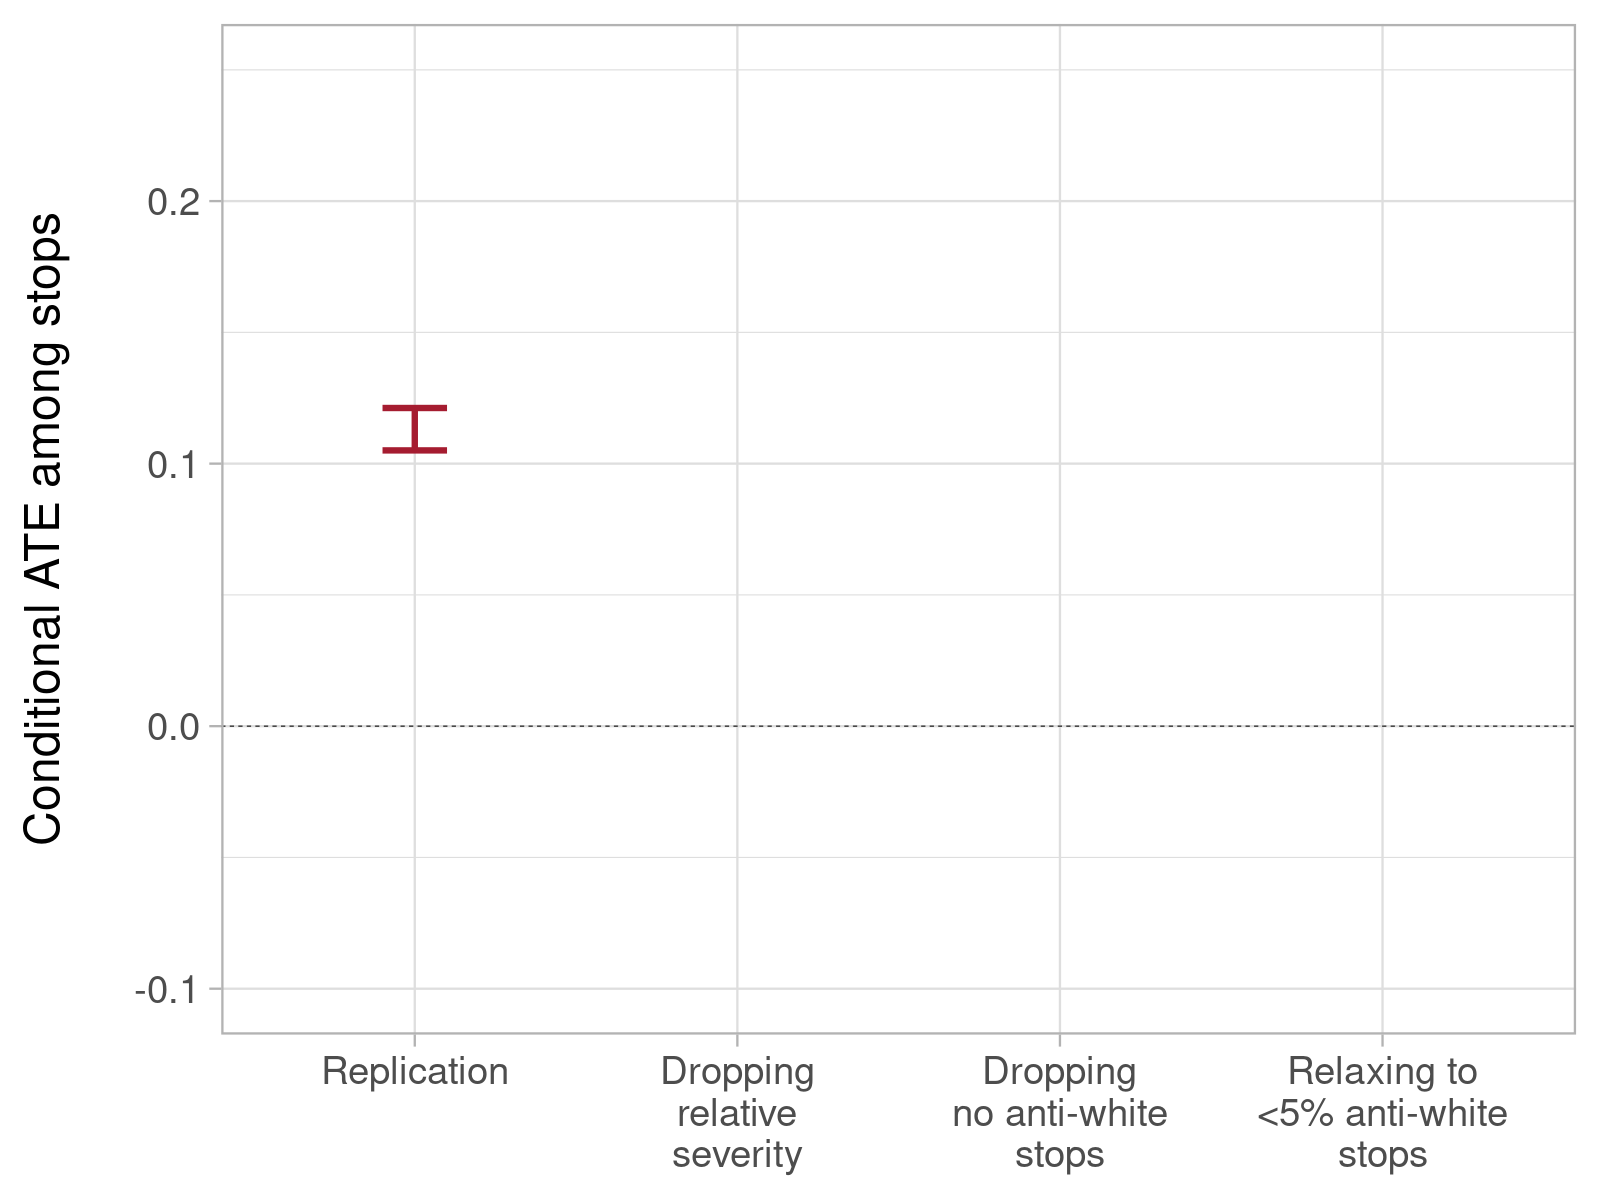 Conditional ATE among stops
0.2
0.1
0.0
-0.1
Replication
Dropping
relative
severity
Dropping
no anti-white
stops
Relaxing to
<5% anti-white
stops